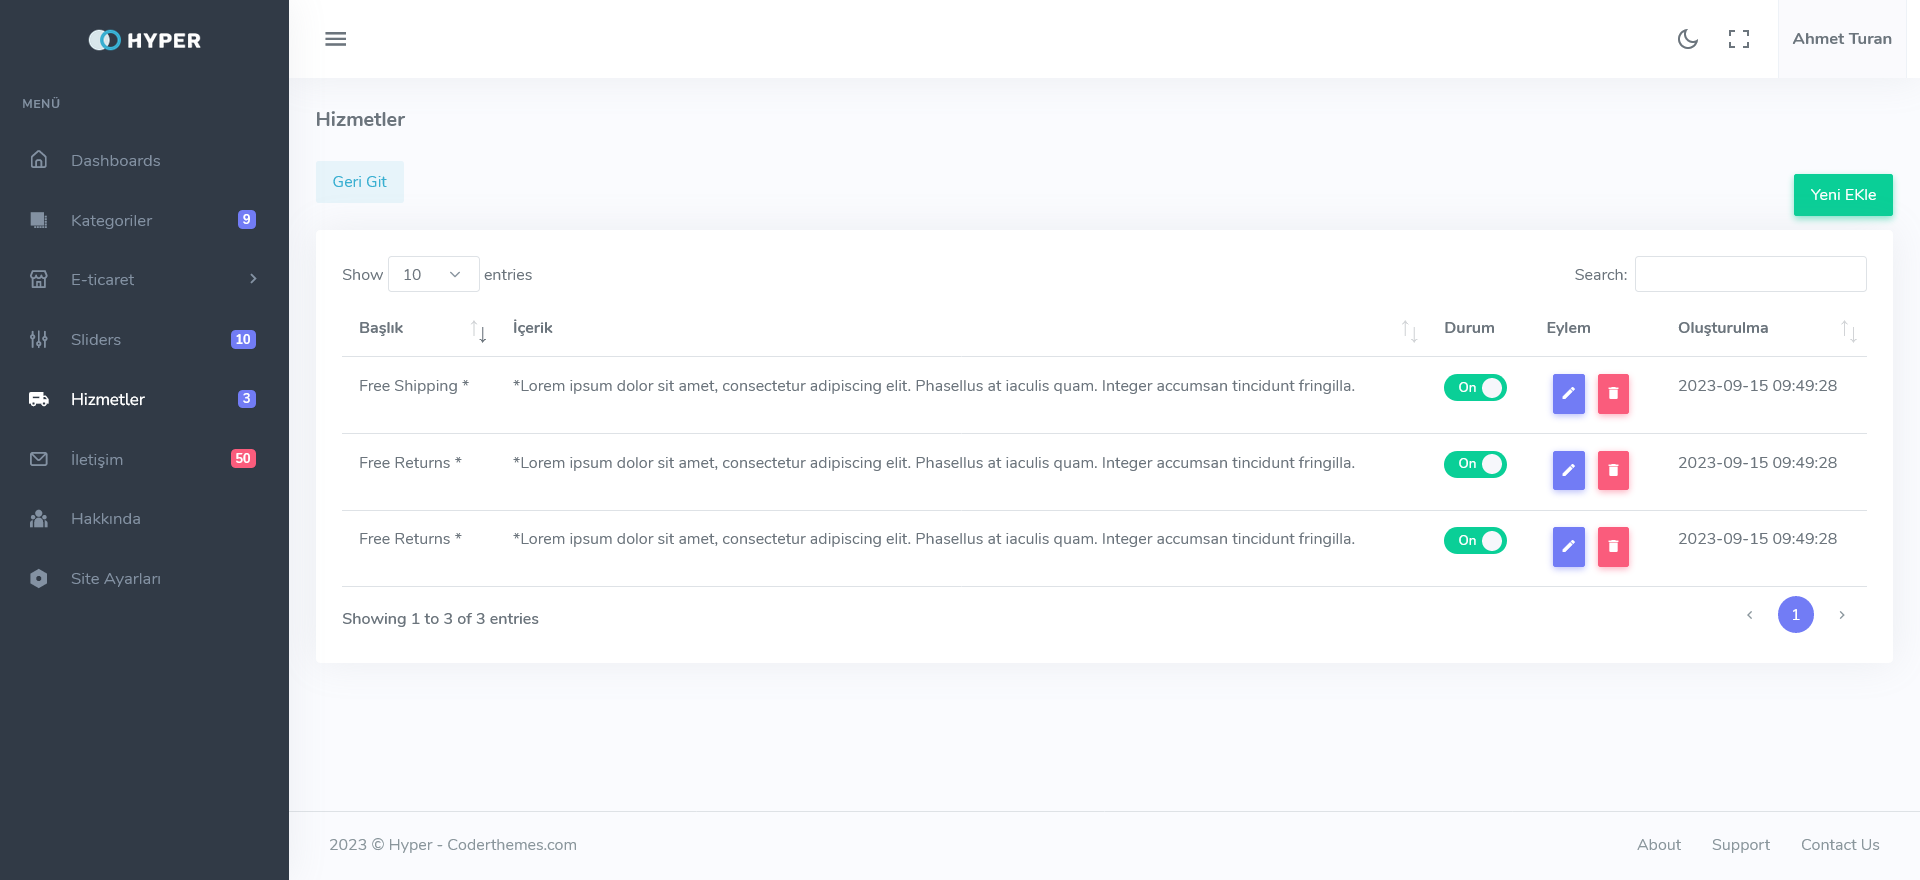 HYPER
MENÜ
Dashboards
Kategoriler 9
E-ticaret
Sliders 10
Hizmetler 3
İletişim 50
Hakkında
Site Ayarları
Ahmet Turan
Hizmetler
Geri Git
Yeni EKle
Show 10 entries
Search:
Başlık İçerik Durum Eylem Oluşturulma
Free Shipping * *Lorem ipsum dolor sit amet, consectetur adipiscing elit. Phasellus at iaculis quam. Integer accumsan tincidunt fringilla. On 2023-09-15 09:49:28
Free Returns * *Lorem ipsum dolor sit amet, consectetur adipiscing elit. Phasellus at iaculis quam. Integer accumsan tincidunt fringilla. On 2023-09-15 09:49:28
Free Returns * *Lorem ipsum dolor sit amet, consectetur adipiscing elit. Phasellus at iaculis quam. Integer accumsan tincidunt fringilla. On 2023-09-15 09:49:28
Showing 1 to 3 of 3 entries
1
2023 © Hyper - Coderthemes.com
About Support Contact Us